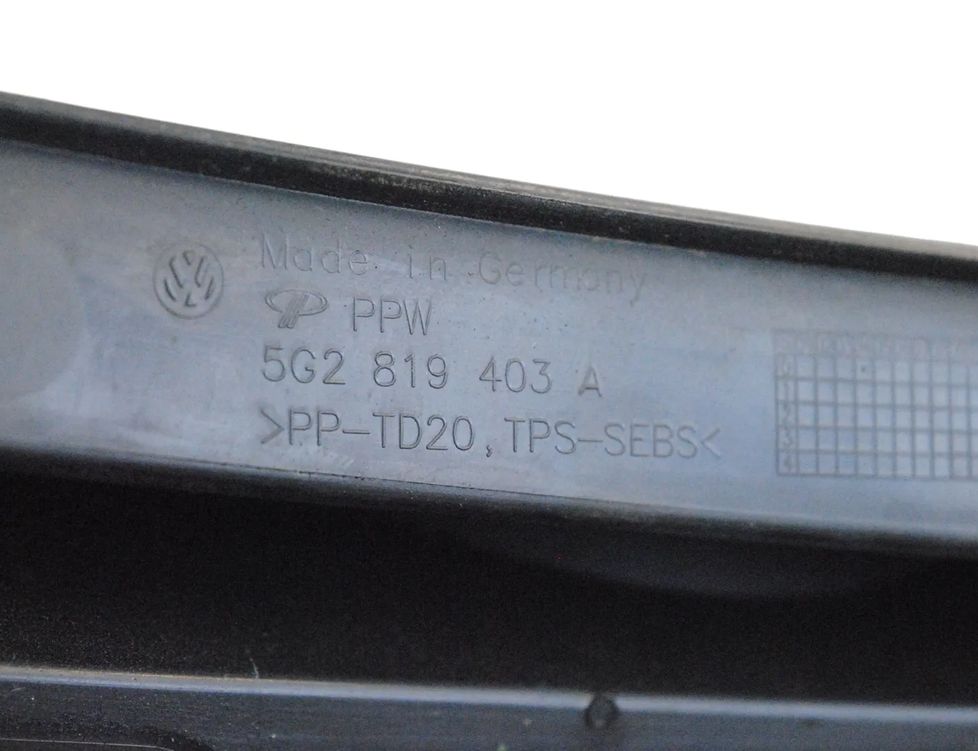 Made in Germany
PPW
5G2 819 403 A
>PP-TD20, TPS-SEBS<